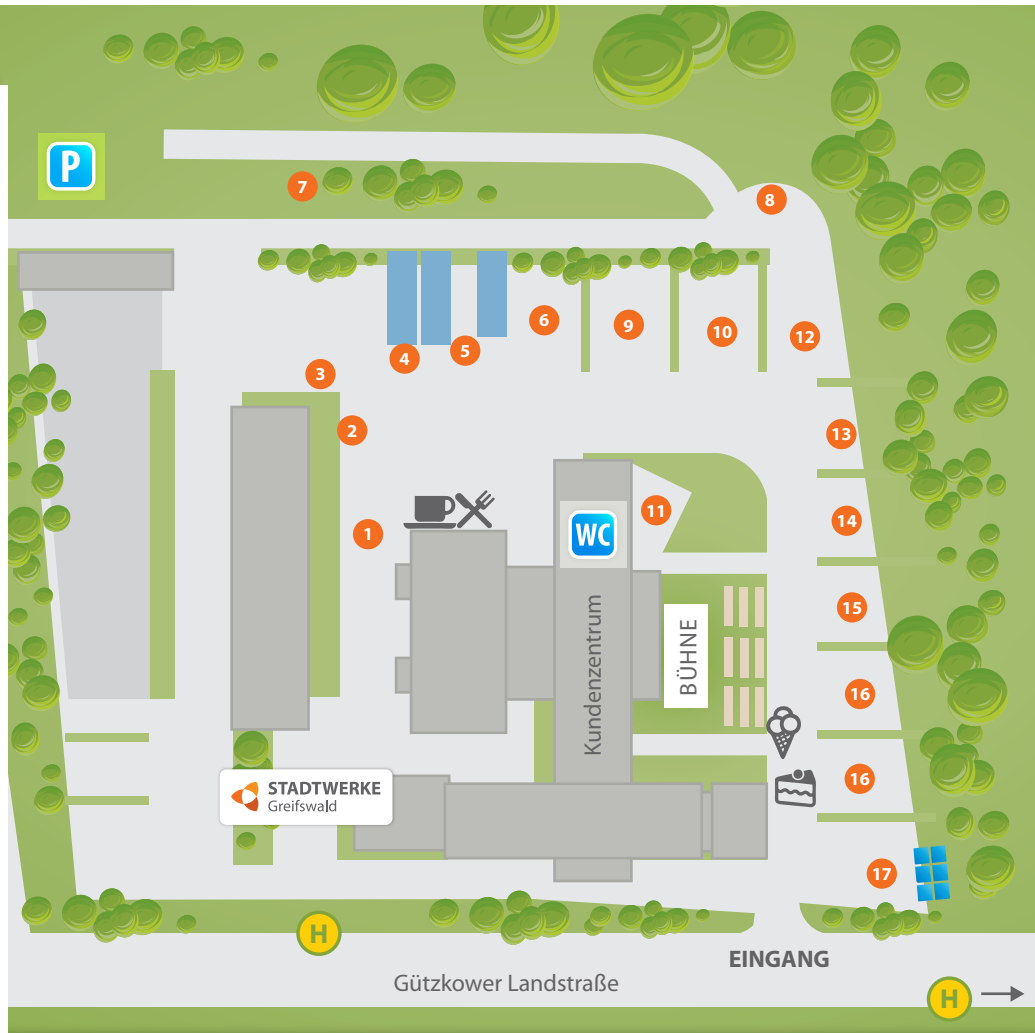 P
7
8
6
9
10
12
5
4
3
2
13
11
14
1
WC
15
Kundenzentrum
BÜHNE
16
16
STADTWERKE
Greifswald
17
H
EINGANG
Gützkower Landstraße
H